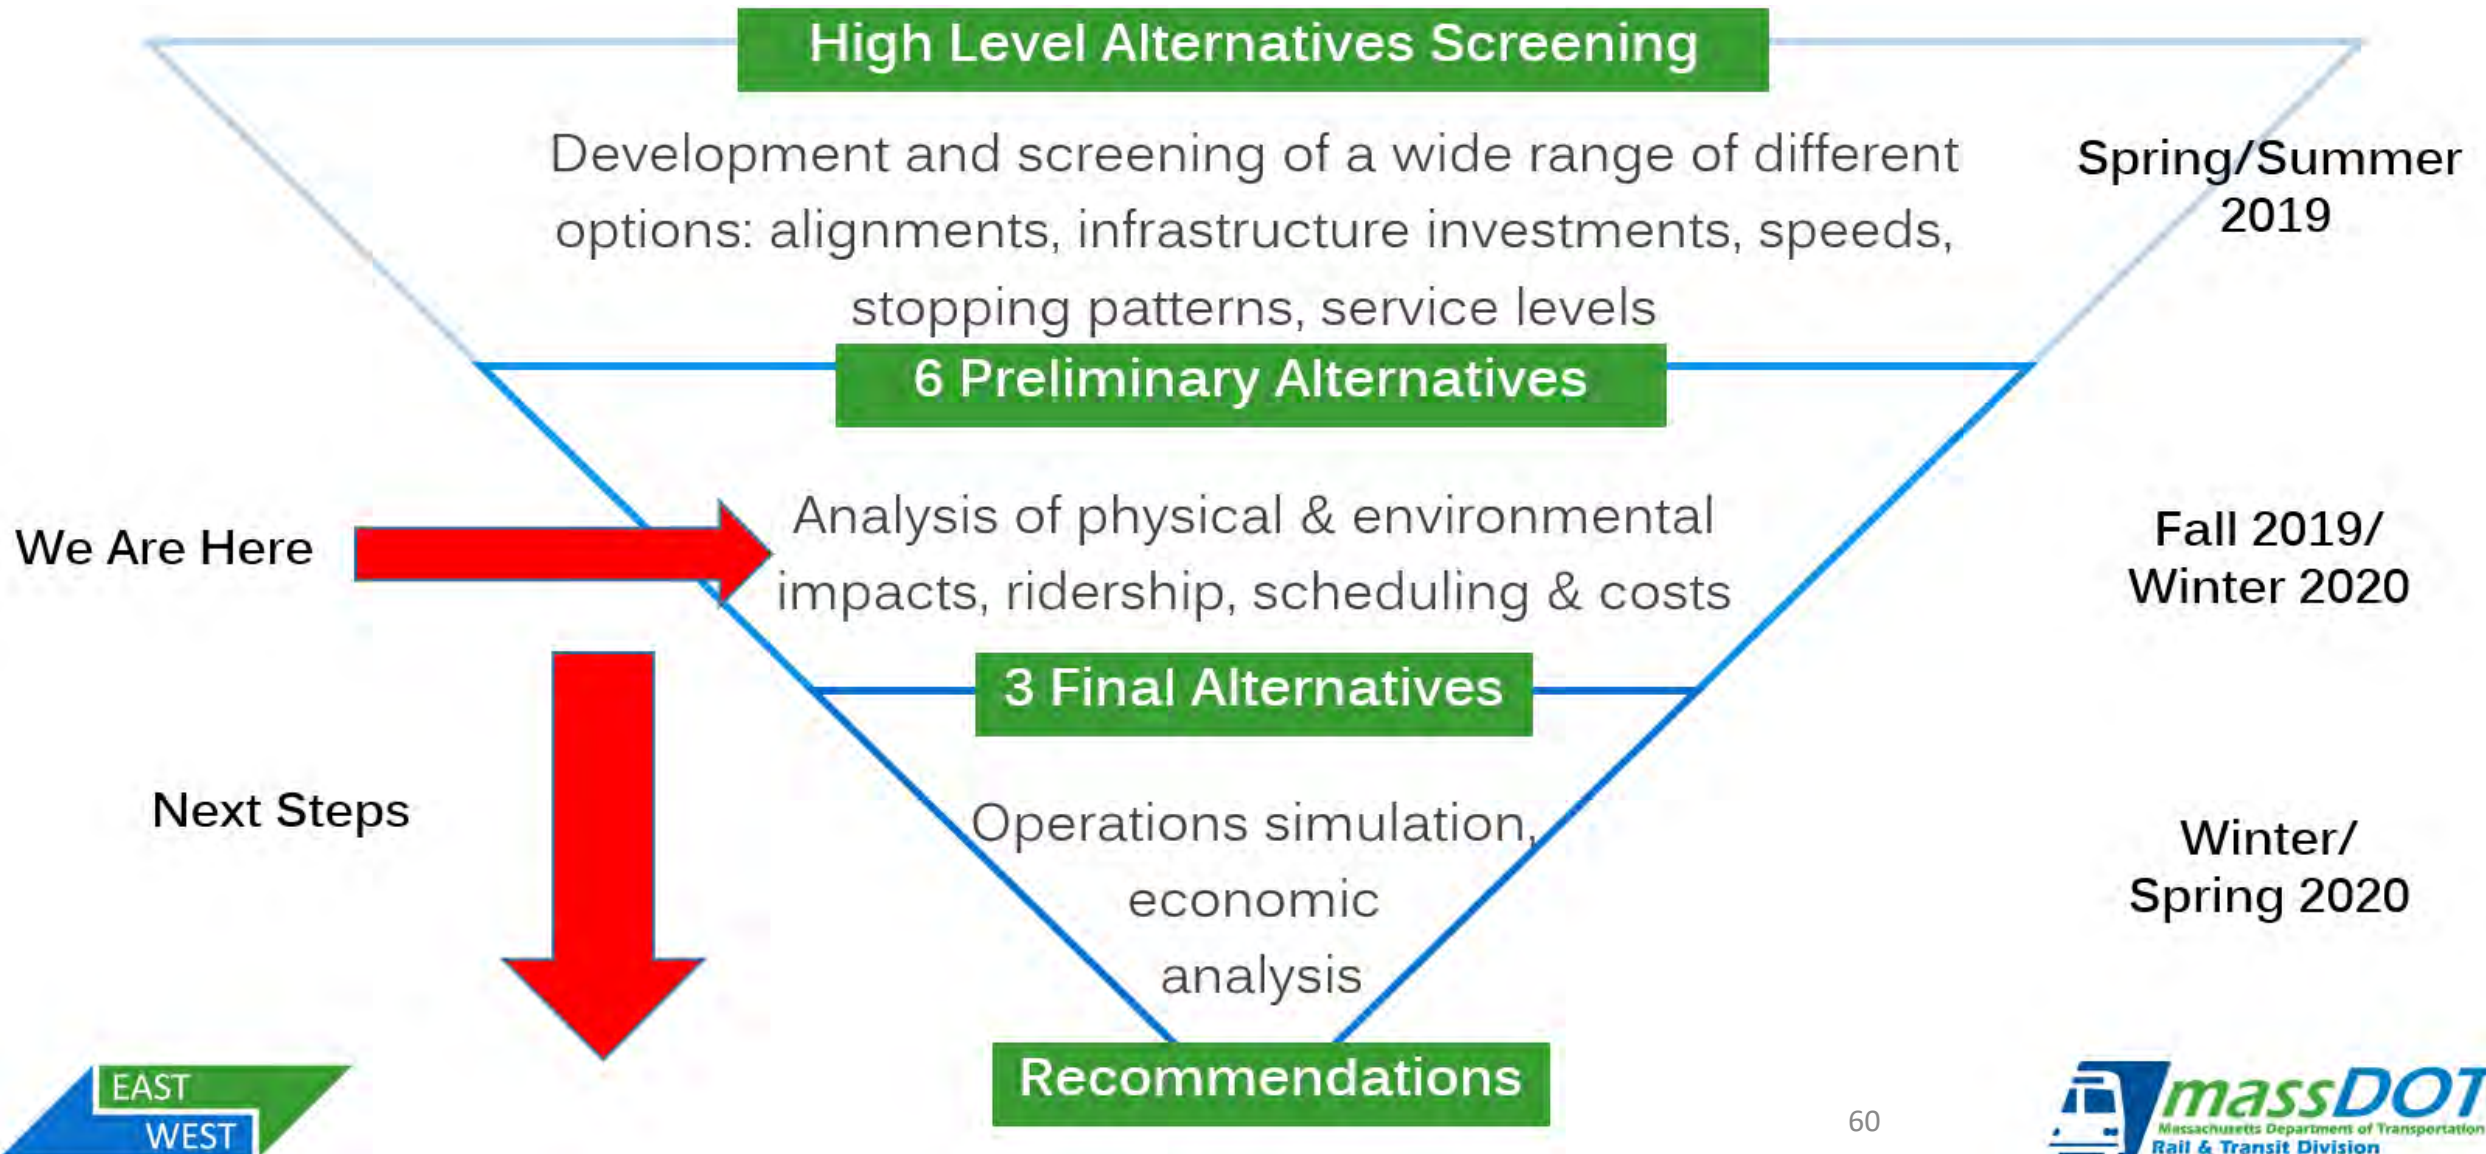 High Level Alternatives Screening
Development and screening of a wide range of different
options: alignments, infrastructure investments, speeds,
stopping patterns, service levels
Spring/Summer
2019
6 Preliminary Alternatives
We Are Here
Analysis of physical & environmental
impacts, ridership, scheduling & costs
Fall 2019/
Winter 2020
3 Final Alternatives
Next Steps
Operations simulation,
economic
analysis
Winter/
Spring 2020
Recommendations
EAST
WEST
60
massDOT
Massachusetts Department of Transportation
Rail & Transit Division